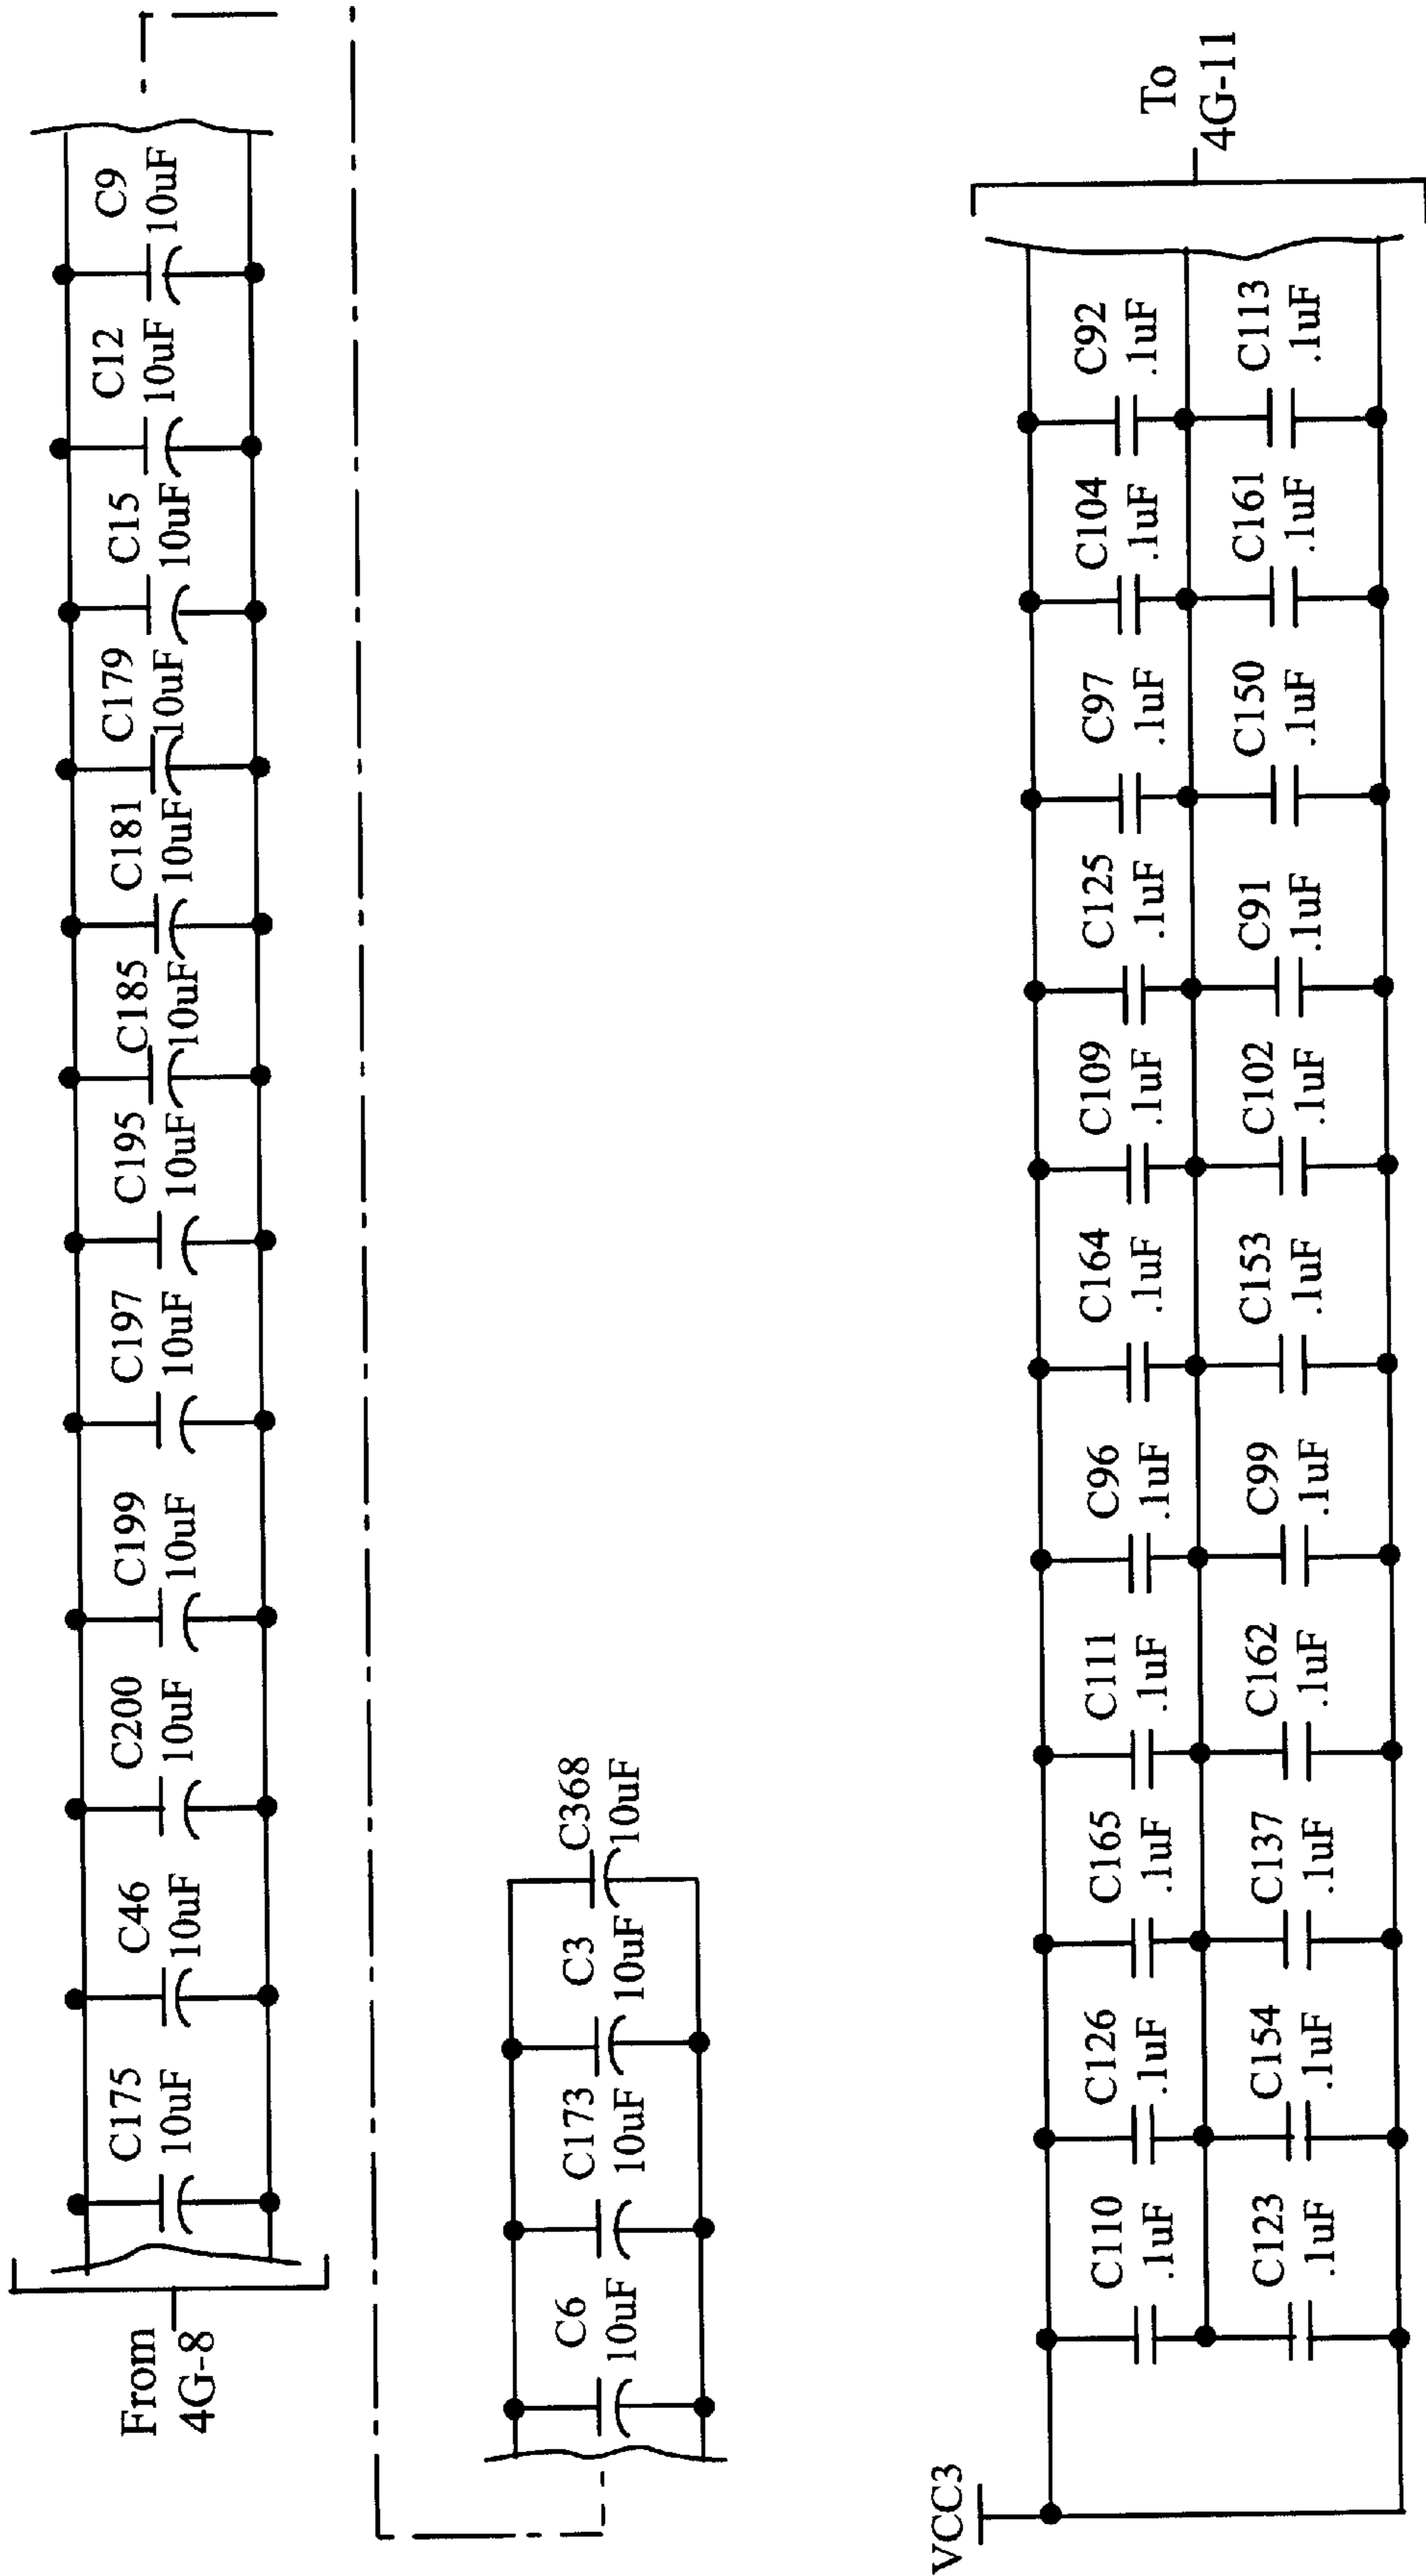 From
4G-8
C175
10uF
C46
10uF
C200
10uF
C199
10uF
C197
10uF
C195
10uF
C185
10uF
C181
10uF
C179
10uF
C15
10uF
C12
10uF
C9
10uF
C6
10uF
C173
10uF
C3
10uF
C368
10uF
VCC3
C110
.1uF
C126
.1uF
C165
.1uF
C111
.1uF
C96
.1uF
C164
.1uF
C109
.1uF
C125
.1uF
C97
.1uF
C104
.1uF
C92
.1uF
C123
.1uF
C154
.1uF
C137
.1uF
C162
.1uF
C99
.1uF
C153
.1uF
C102
.1uF
C91
.1uF
C150
.1uF
C161
.1uF
C113
.1uF
To
4G-11